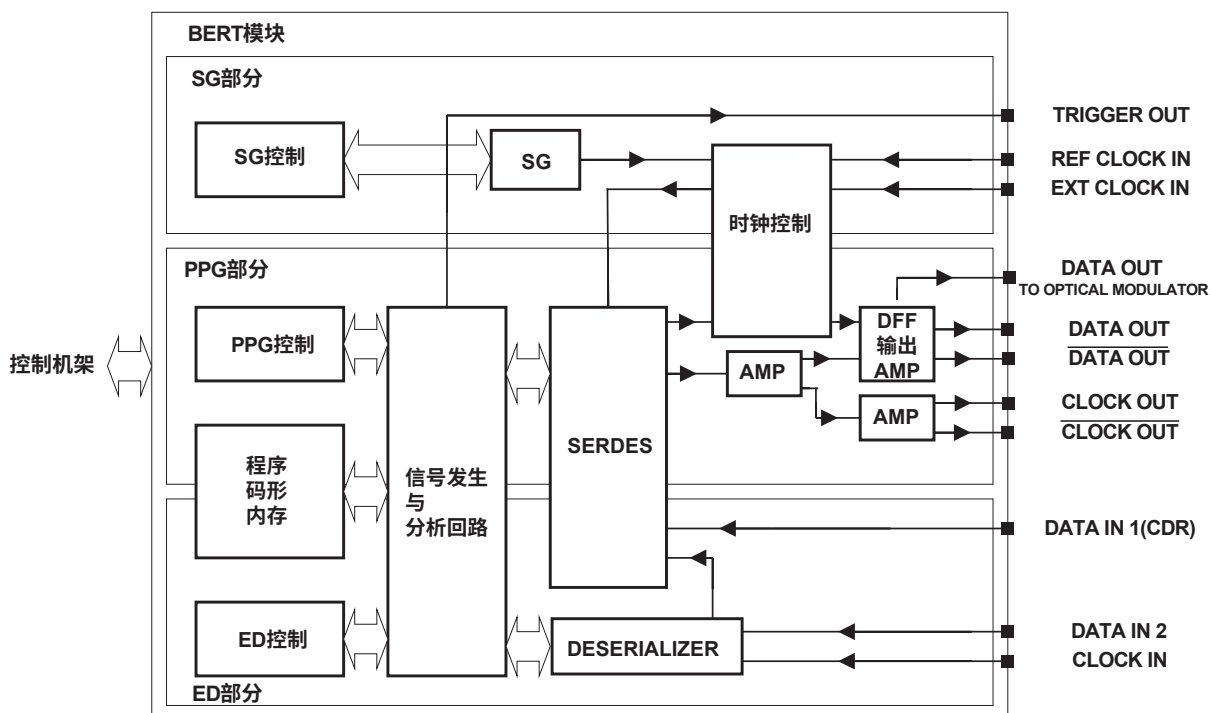 BERT模块
SG部分
TRIGGER OUT
SG控制
SG
REF CLOCK IN
EXT CLOCK IN
时钟控制
PPG部分
DATA OUT
TO OPTICAL MODULATOR
PPG控制
DFF
输出
AMP
DATA OUT
DATA OUT
控制机架
AMP
AMP
CLOCK OUT
CLOCK OUT
SERDES
程序
码形
内存
信号发生
与
分析回路
DATA IN 1(CDR)
ED控制
DESERIALIZER
DATA IN 2
CLOCK IN
ED部分